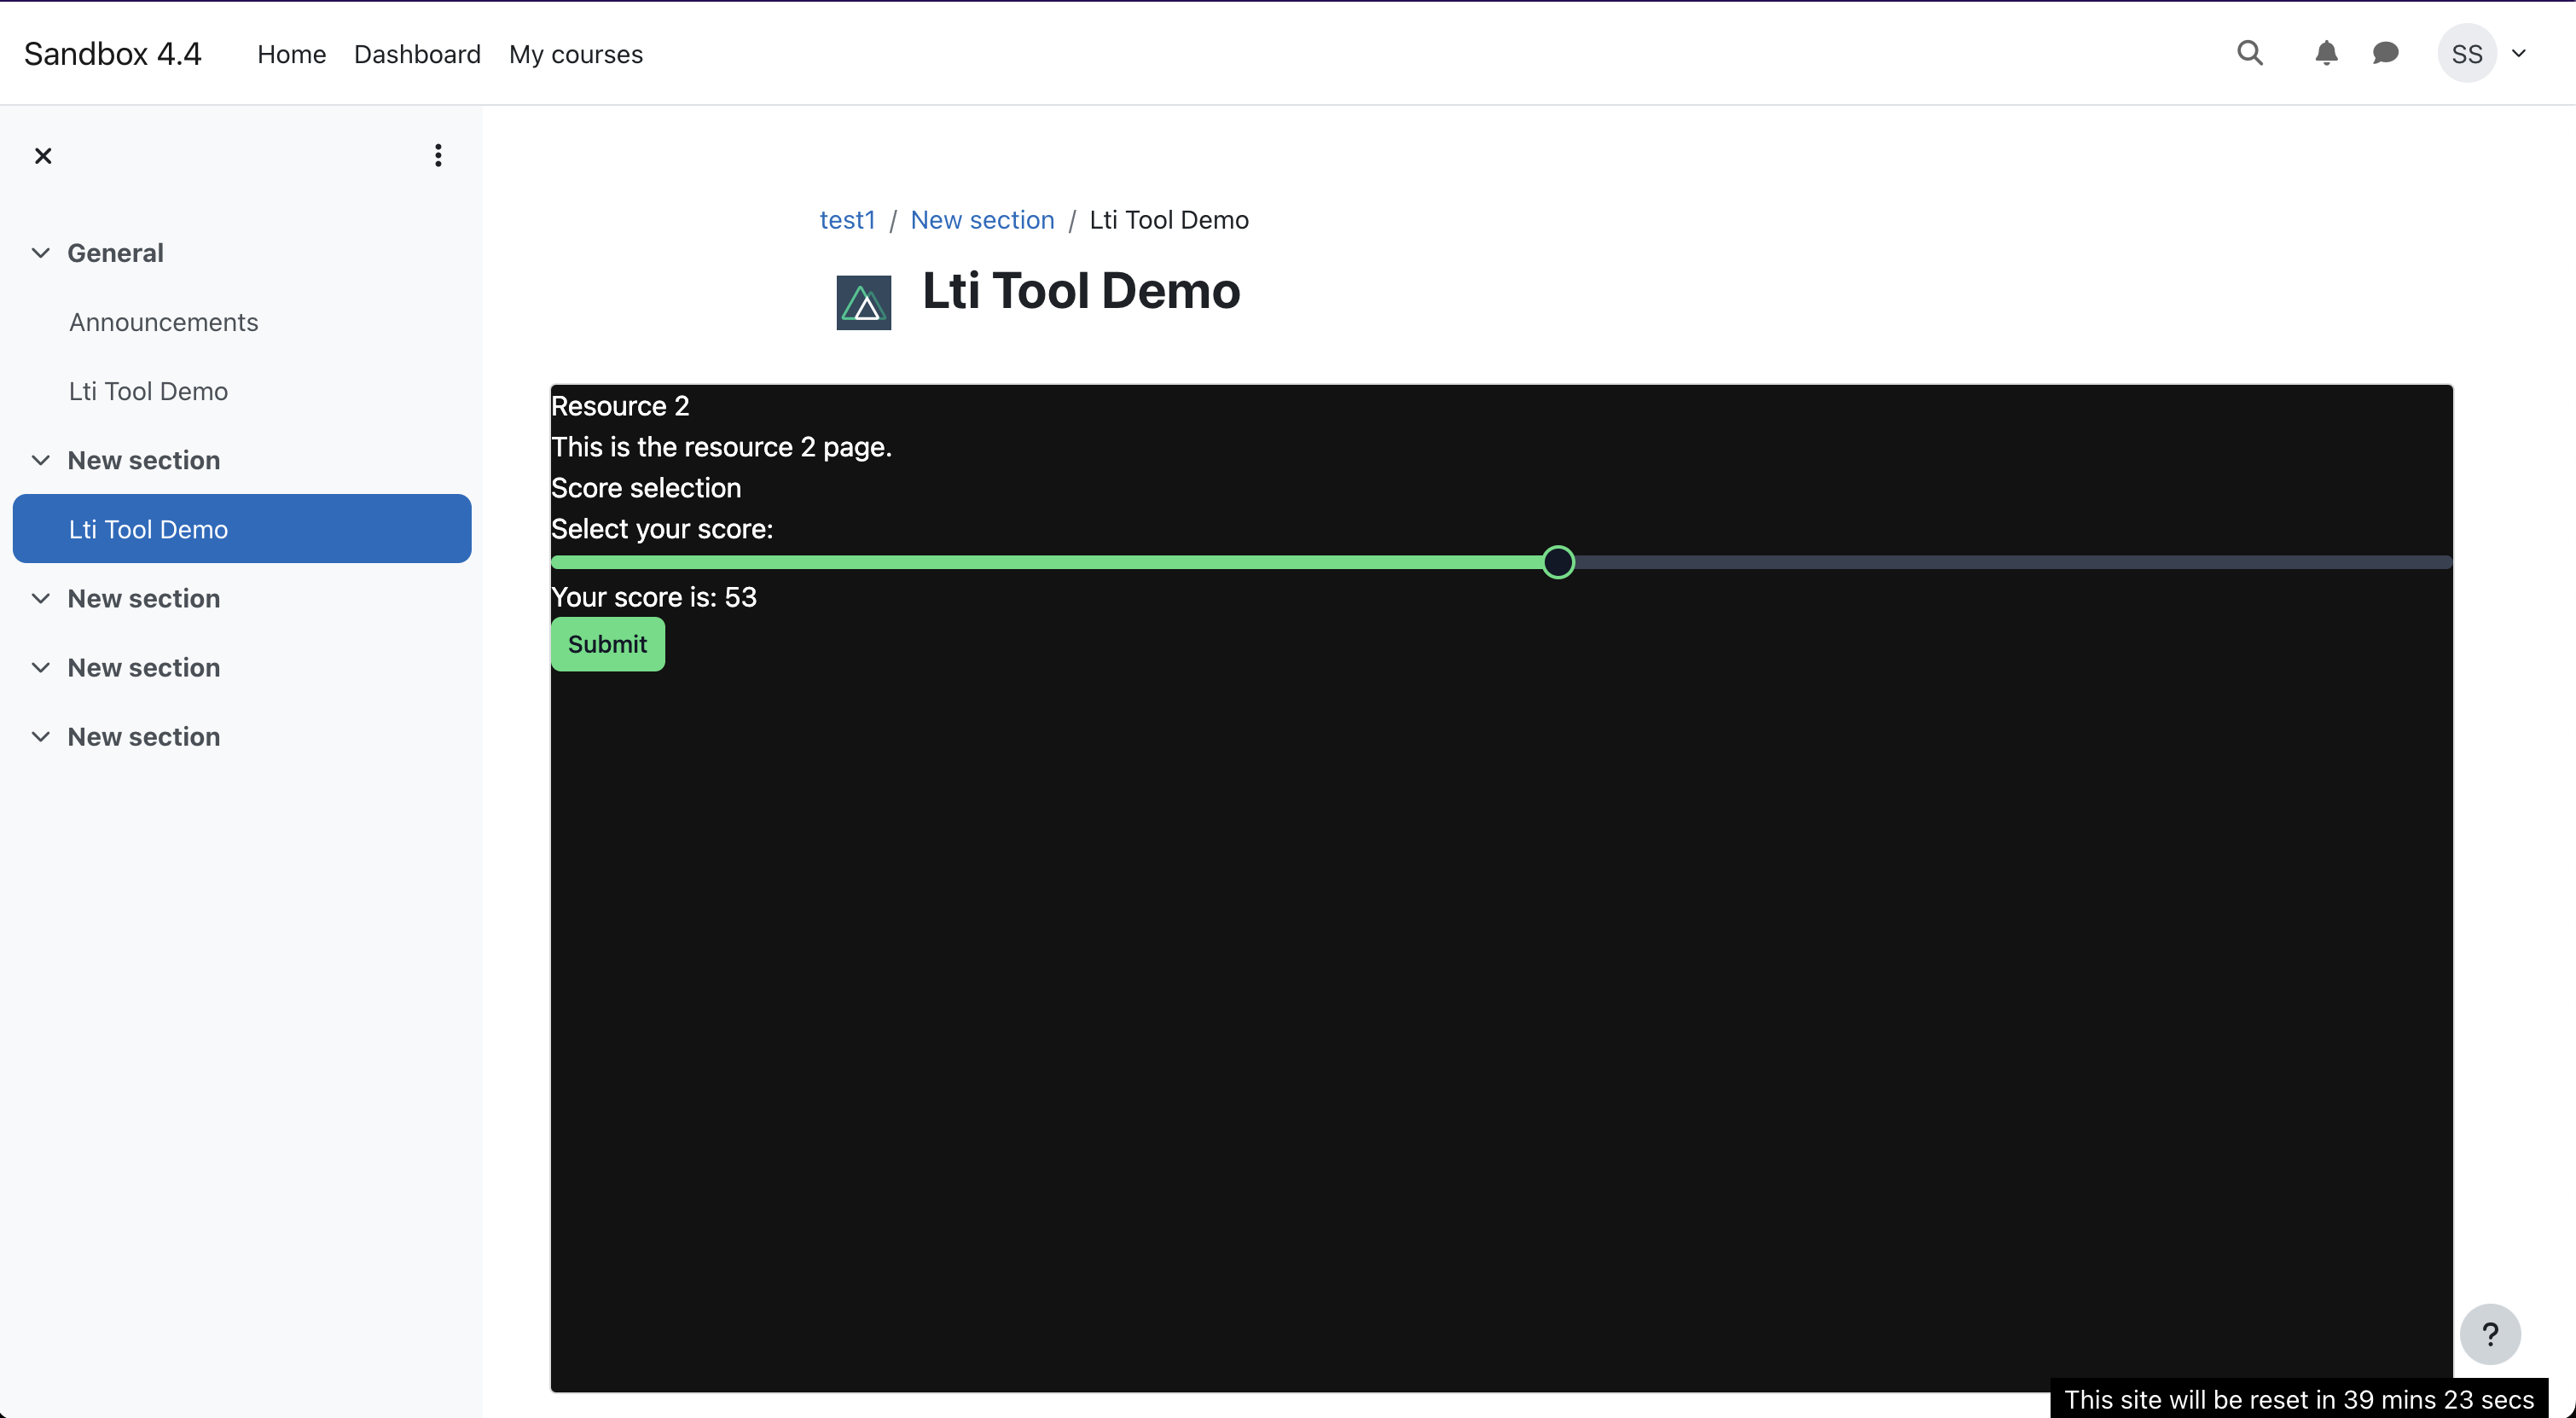 Sandbox 4.4 Home Dashboard My courses SS
General
Announcements
Lti Tool Demo
New section
Lti Tool Demo
New section
New section
New section
test1 / New section / Lti Tool Demo
Lti Tool Demo
Resource 2
This is the resource 2 page.
Score selection
Select your score:
Your score is: 53
Submit
?
This site will be reset in 39 mins 23 secs